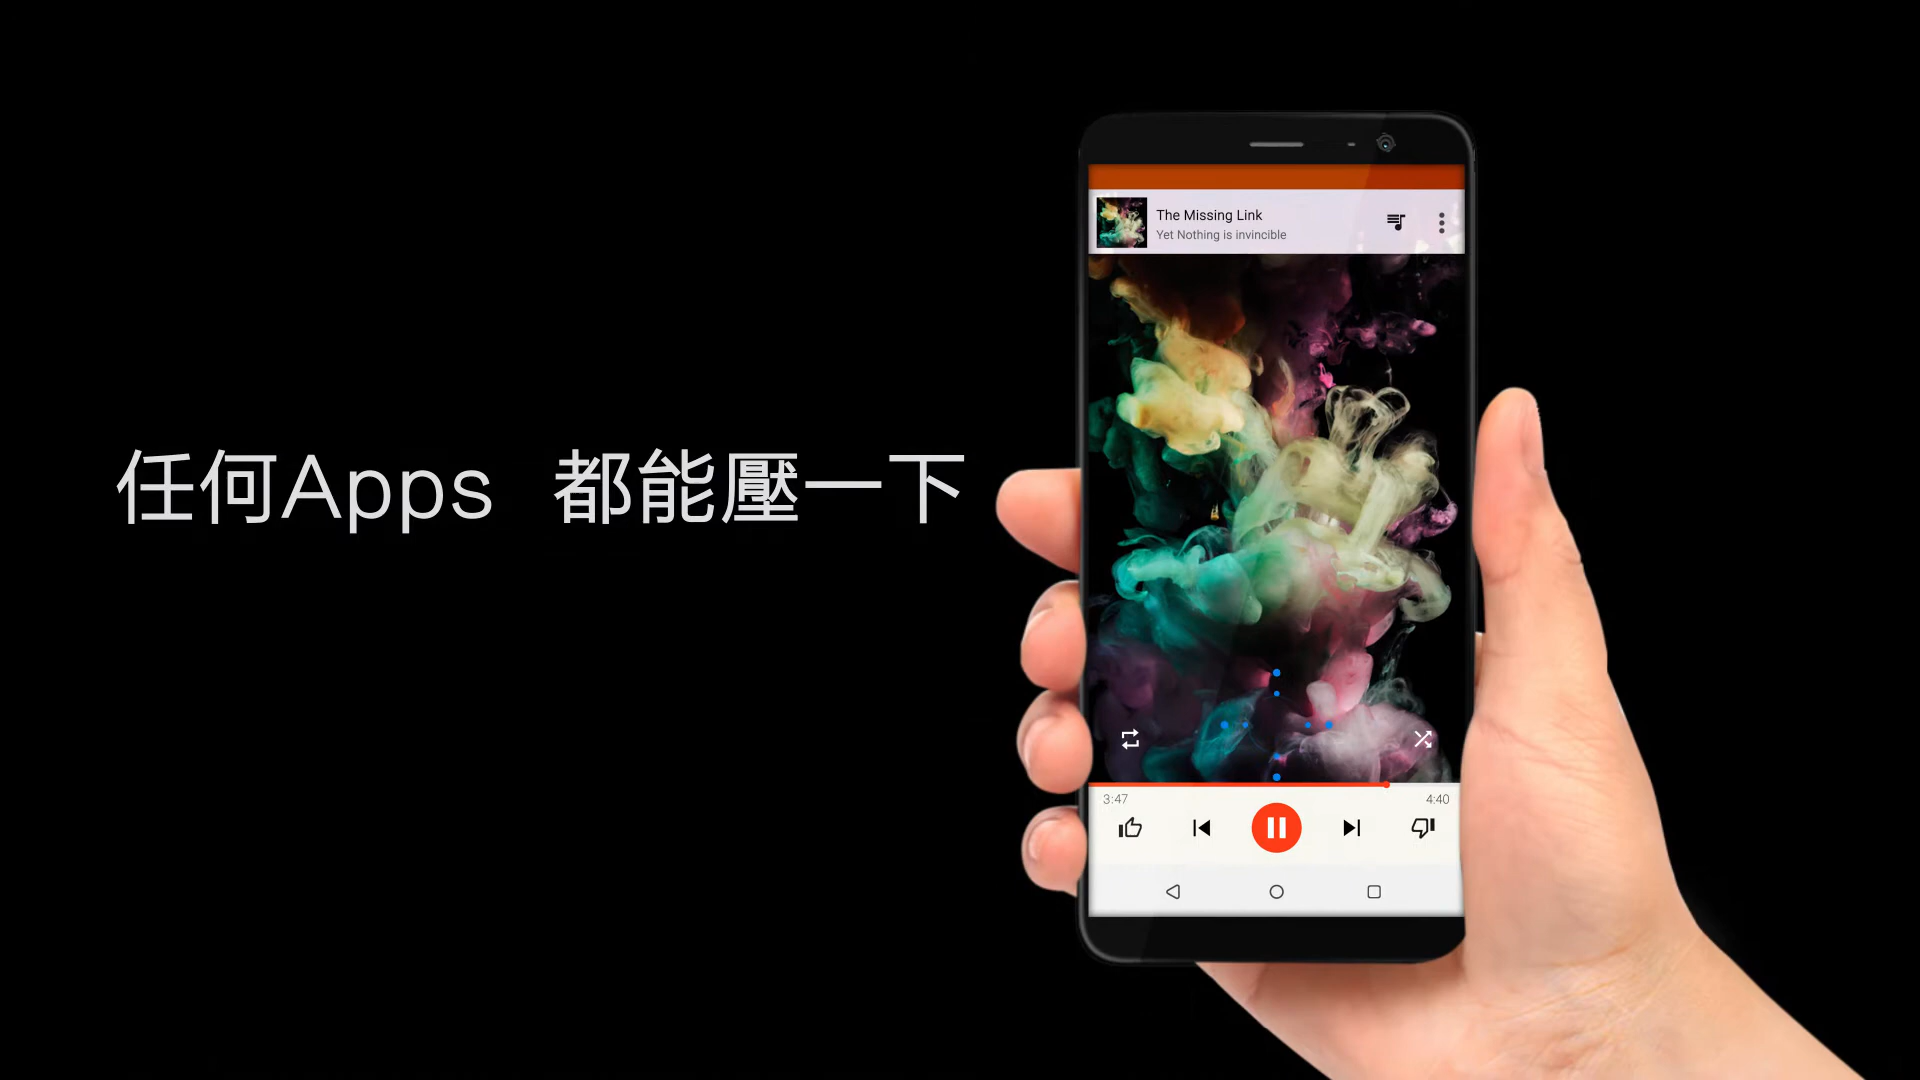 任何Apps 都能壓一下
The Missing Link
Yet Nothing is invincible
3:47
4:40